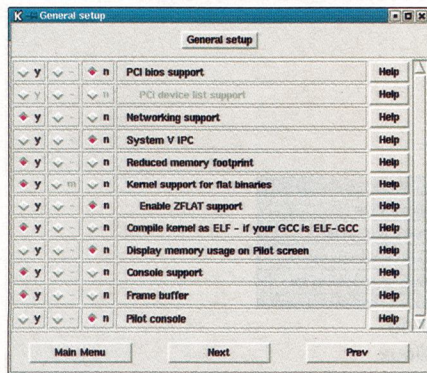 General setup
General setup
y - n PCI bios support Help
y - n PCI device list support Help
y - n Networking support Help
y - n System V IPC Help
y - n Reduced memory footprint Help
y m n Kernel support for flat binaries Help
y - n Enable ZFLAT support Help
y - n Compile kernel as ELF - if your GCC is ELF-GCC Help
y - n Display memory usage on Pilot screen Help
y - n Console support Help
y - n Frame buffer Help
y - n Pilot console Help
Main Menu Next Prev